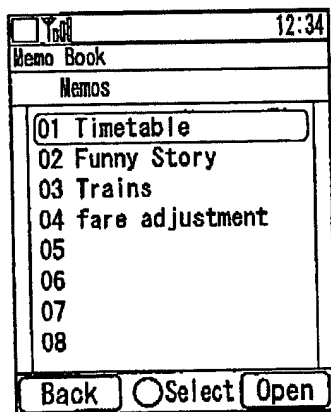 12:34
Memo Book
Memos
01 Timetable
02 Funny Story
03 Trains
04 fare adjustment
05
06
07
08
Back Select Open